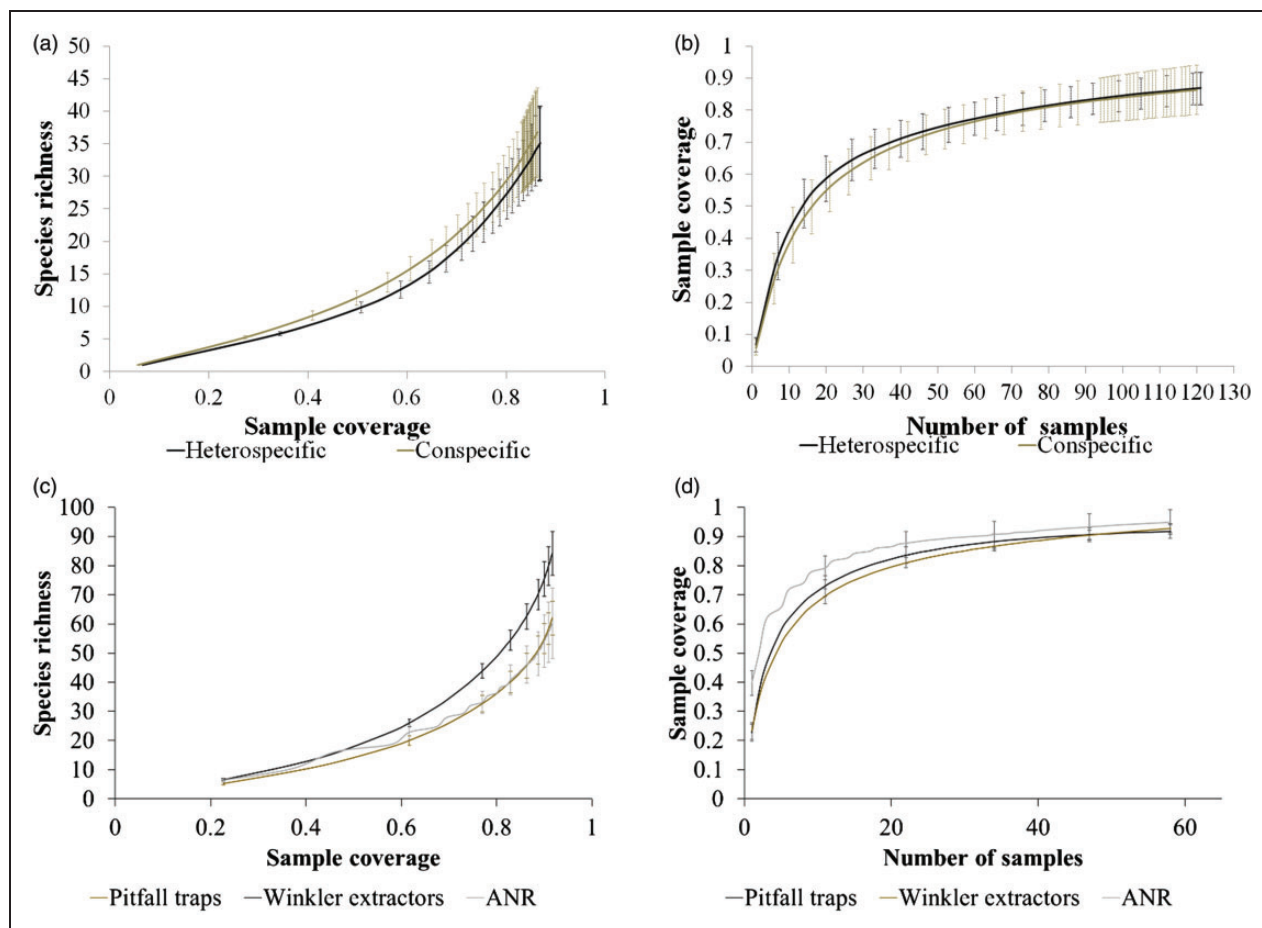 (a)
50
45
40
35
30
25
20
15
10
5
0
Species richness
0
0.2
0.4
0.6
0.8
1
Sample coverage
Heterospecific Conspecific
(b)
1
0.9
0.8
0.7
0.6
0.5
0.4
0.3
0.2
0.1
0
Sample coverage
0 10 20 30 40 50 60 70 80 90 100 110 120 130
Number of samples
Heterospecific Conspecific
(c)
100
90
80
70
60
50
40
30
20
10
0
Species richness
0 0.2 0.4 0.6 0.8 1
Sample coverage
Pitfall traps Winkler extractors ANR
(d)
1
0.9
0.8
0.7
0.6
0.5
0.4
0.3
0.2
0.1
0
Sample coverage
0 20 40 60
Number of samples
Pitfall traps Winkler extractors ANR